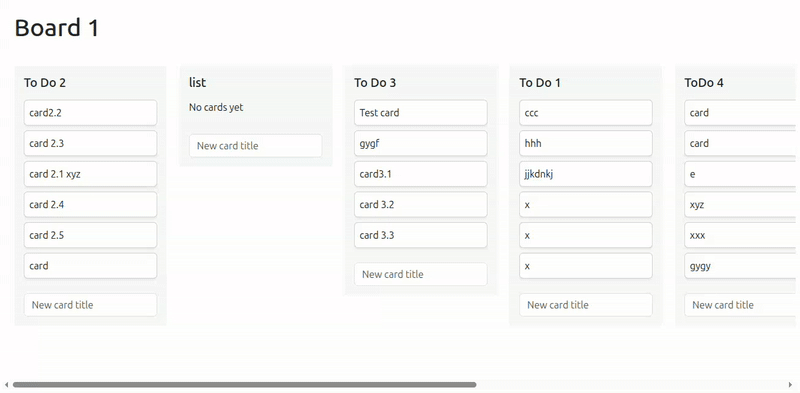 Board 1
To Do 2
card2.2
card 2.3
card 2.1 xyz
card 2.4
card 2.5
card
New card title
list
No cards yet
New card title
To Do 3
Test card
gygf
card3.1
card 3.2
card 3.3
New card title
To Do 1
ccc
hhh
jjkdnkj
x
x
x
New card title
ToDo 4
card
card
e
xyz
xxx
gygy
New card title